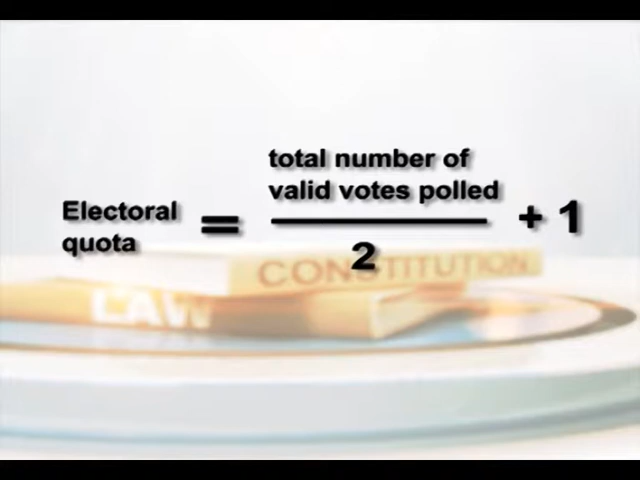 total number of
valid votes polled
Electoral
quota
=
+ 1
2
CONSTITUTION
LAW